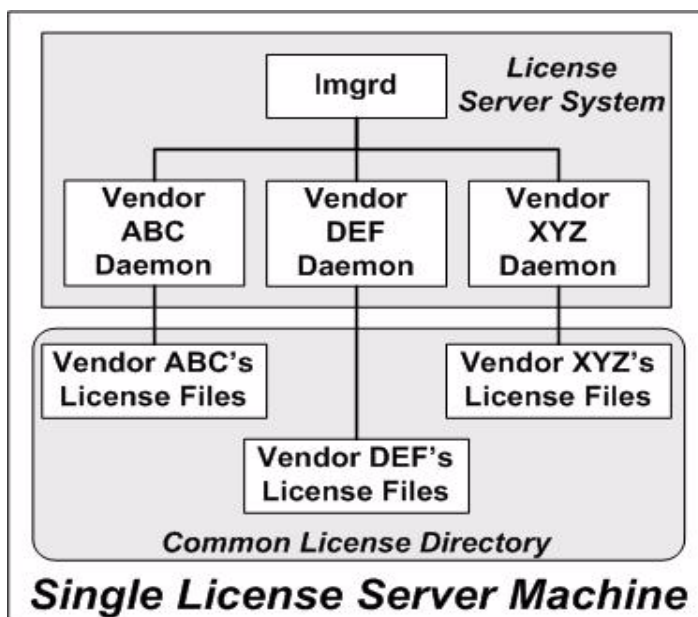 lmgrd
License
Server System
Vendor
ABC
Daemon
Vendor
DEF
Daemon
Vendor
XYZ
Daemon
Vendor ABC's
License Files
Vendor XYZ's
License Files
Vendor DEF's
License Files
Common License Directory
Single License Server Machine